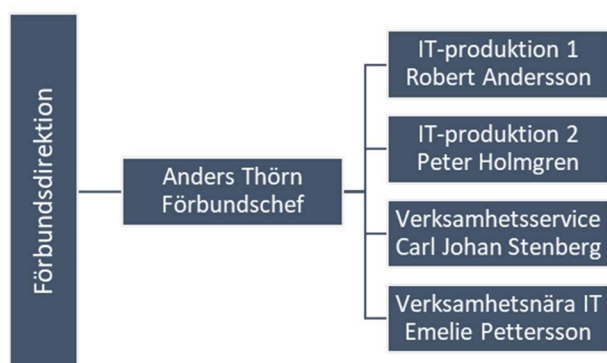 Förbundsdirektion
Anders Thörn
Förbundschef
IT-produktion 1
Robert Andersson
IT-produktion 2
Peter Holmgren
Verksamhetsservice
Carl Johan Stenberg
Verksamhetsnära IT
Emelie Pettersson